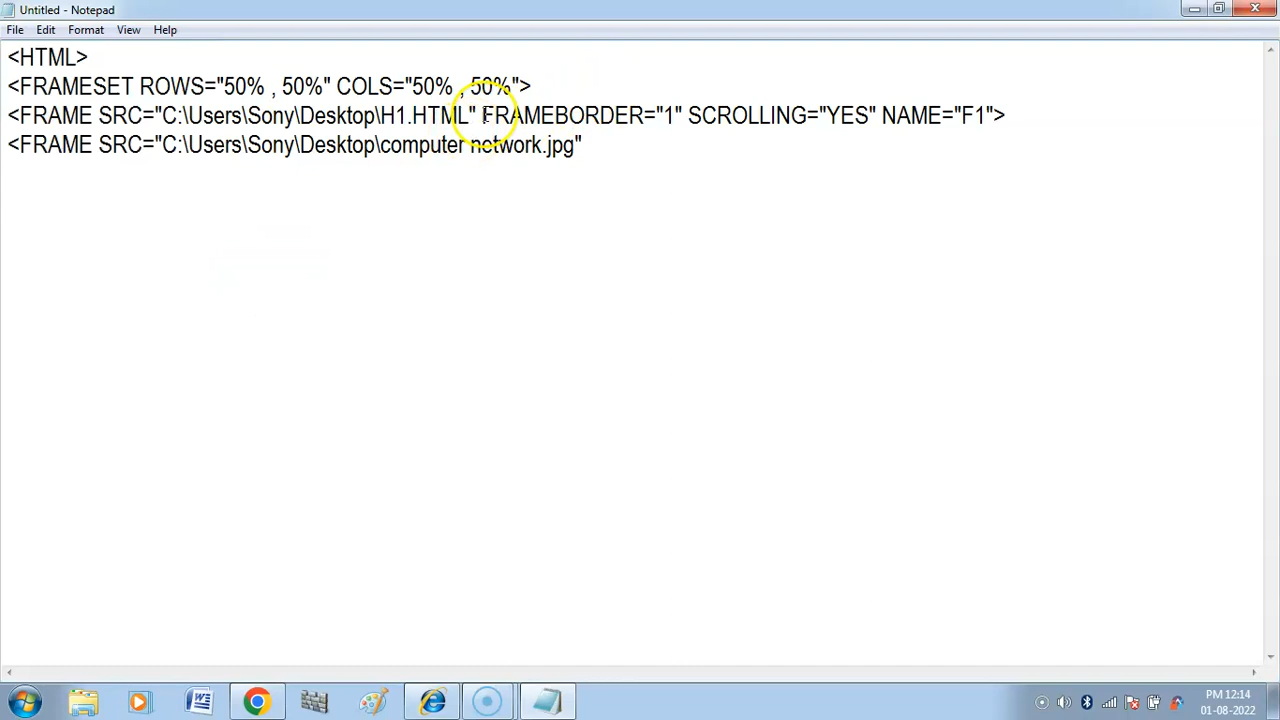 Untitled - Notepad
File Edit Format View Help
<HTML>
<FRAMESET ROWS="50% , 50%" COLS="50% , 50%">
<FRAME SRC="C:\Users\Sony\Desktop\H1.HTML" FRAMEBORDER="1" SCROLLING="YES" NAME="F1">
<FRAME SRC="C:\Users\Sony\Desktop\computer network.jpg"
PM 12:14
01-08-2022